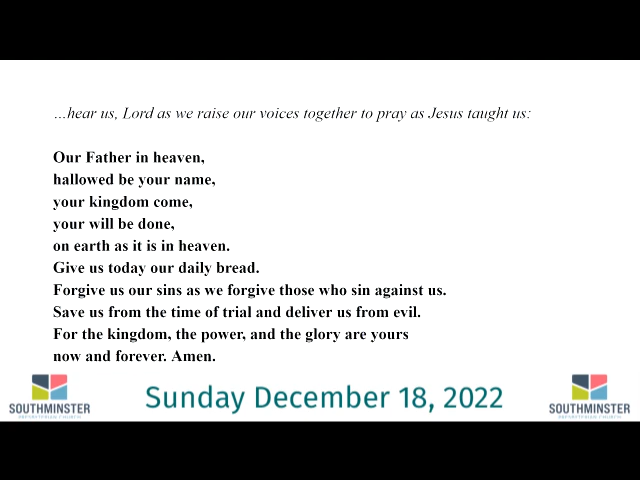 …hear us, Lord as we raise our voices together to pray as Jesus taught us:
Our Father in heaven,
hallowed be your name,
your kingdom come,
your will be done,
on earth as it is in heaven.
Give us today our daily bread.
Forgive us our sins as we forgive those who sin against us.
Save us from the time of trial and deliver us from evil.
For the kingdom, the power, and the glory are yours
now and forever. Amen.
SOUTHMINSTER
PRESBYTERIAN CHURCH
Sunday December 18, 2022
SOUTHMINSTER
PRESBYTERIAN CHURCH